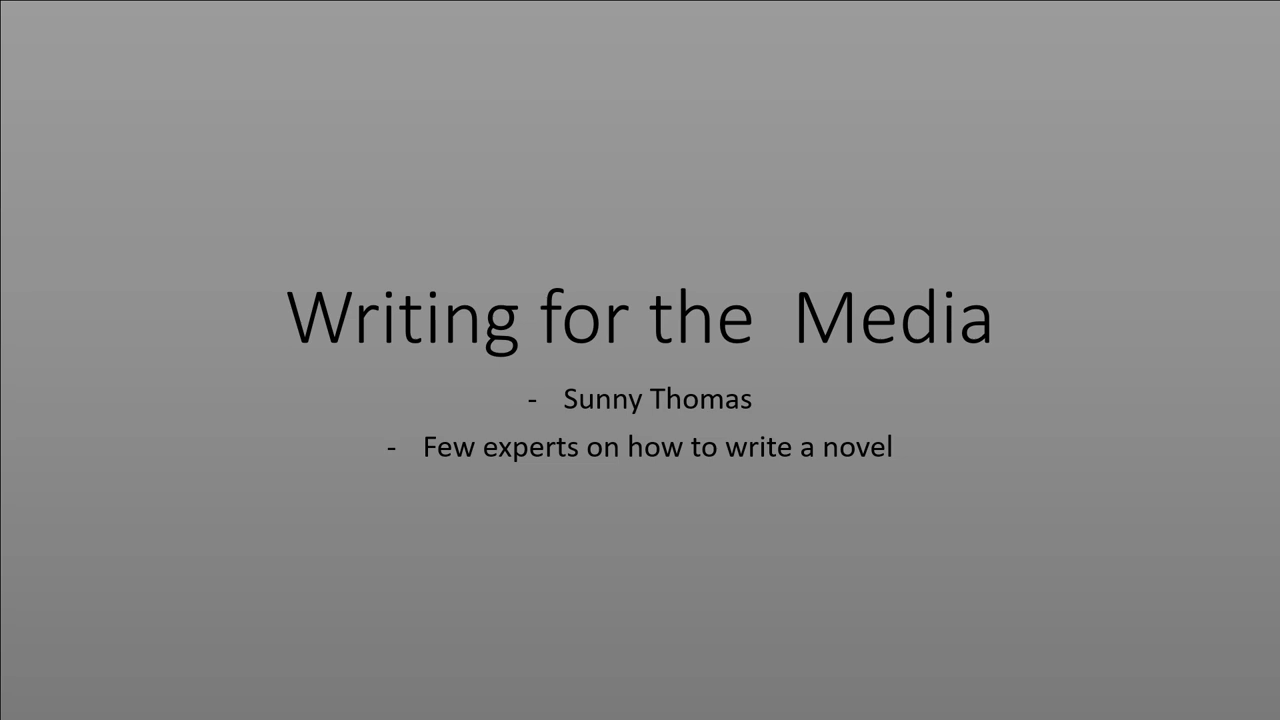 Writing for the  Media
- Sunny Thomas
- Few experts on how to write a novel